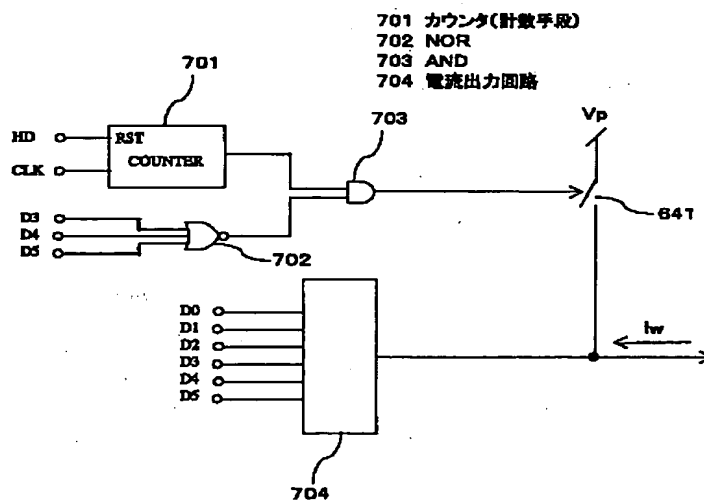 701 カウンタ(計数手段)
702 NOR
703 AND
704 電流出力回路
701
703
Vp
HD
RST
COUNTER
CLK
641
D3
D4
D5
702
Iw
D0
D1
D2
D3
D4
D5
704